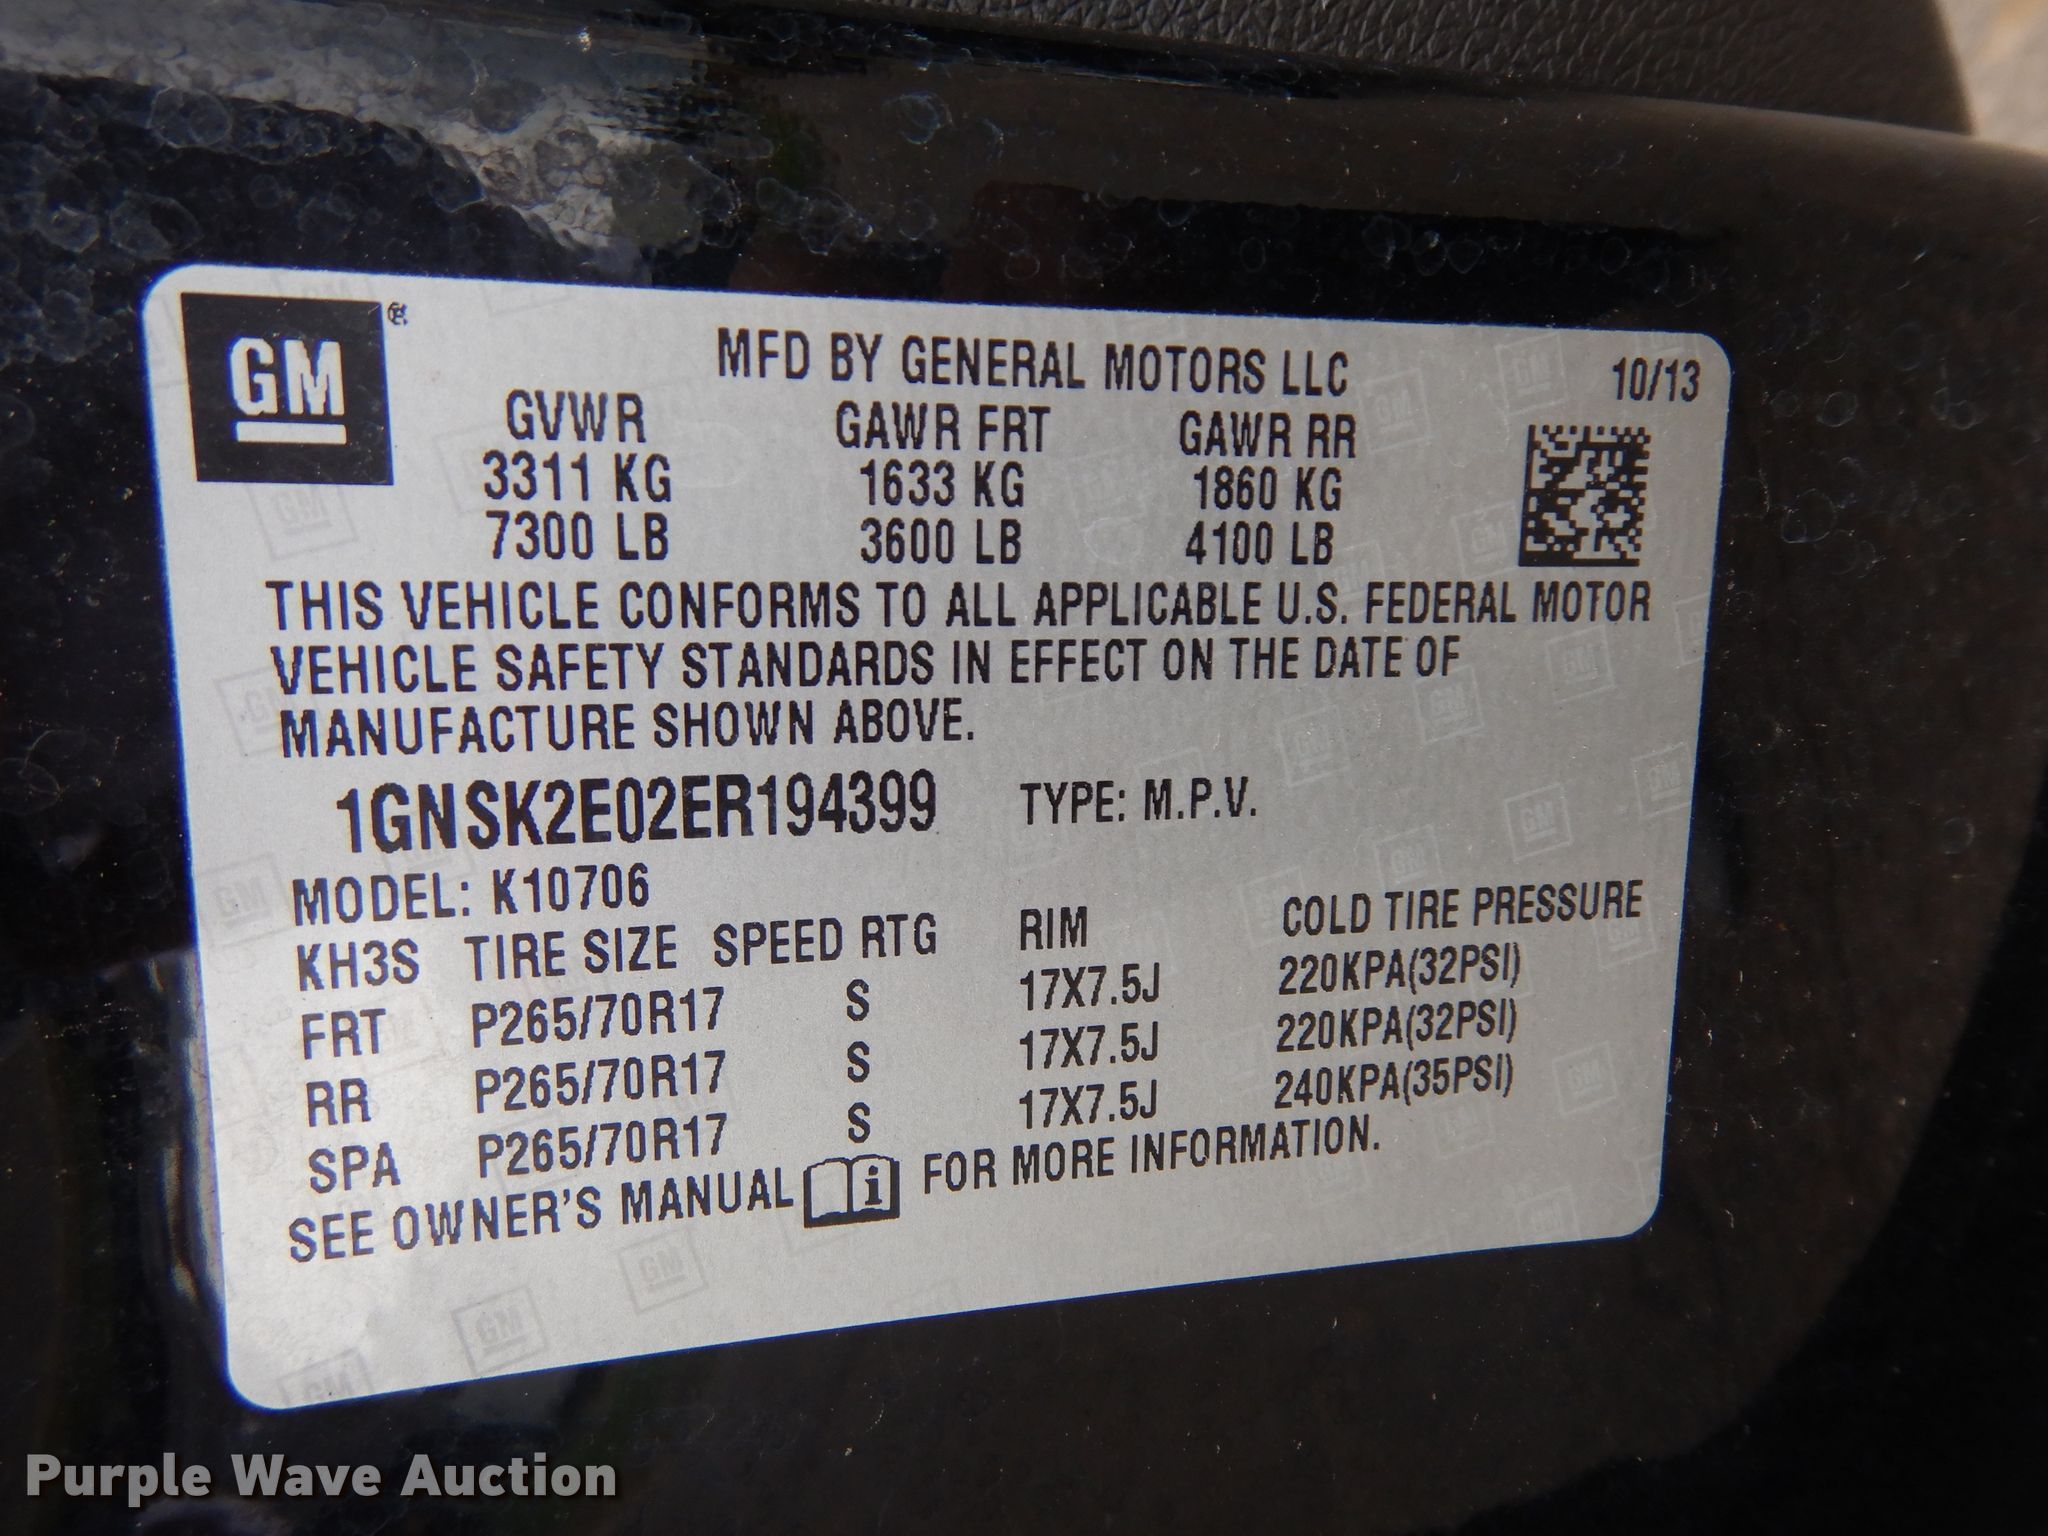 GM®
MFD BY GENERAL MOTORS LLC 10/13
GVWR GAWR FRT GAWR RR
3311 KG 1633 KG 1860 KG
7300 LB 3600 LB 4100 LB
THIS VEHICLE CONFORMS TO ALL APPLICABLE U.S. FEDERAL MOTOR
VEHICLE SAFETY STANDARDS IN EFFECT ON THE DATE OF
MANUFACTURE SHOWN ABOVE.
1GNSK2E02ER194399 TYPE: M.P.V.
MODEL: K10706
KH3S TIRE SIZE SPEED RTG RIM COLD TIRE PRESSURE
FRT P265/70R17 S 17X7.5J 220KPA(32PSI)
RR P265/70R17 S 17X7.5J 220KPA(32PSI)
SPA P265/70R17 S 17X7.5J 240KPA(35PSI)
SEE OWNER'S MANUAL i FOR MORE INFORMATION.
Purple Wave Auction